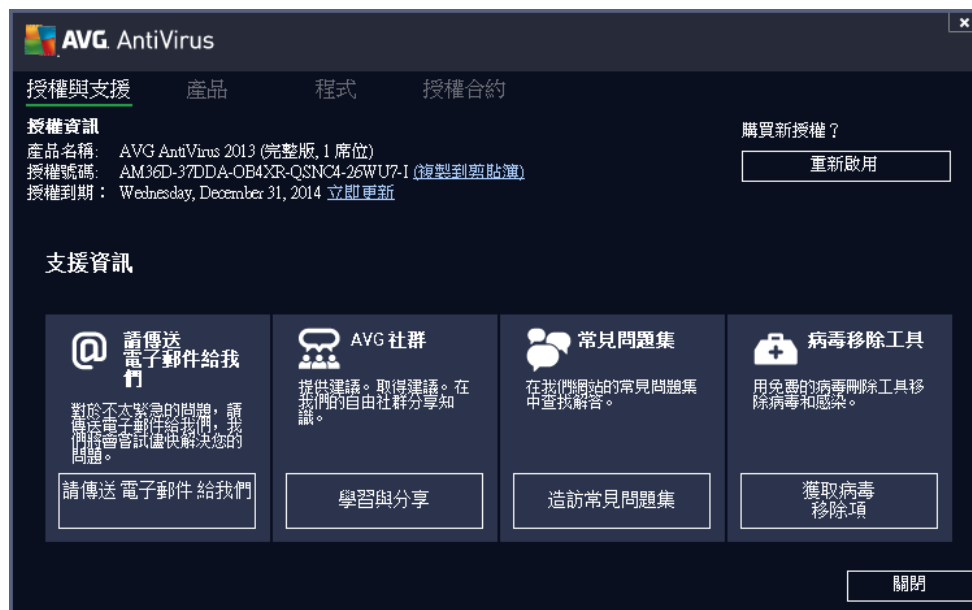 AVG. AntiVirus
授權與支援 產品 程式 授權合約
授權資訊
產品名稱: AVG AntiVirus 2013 (完整版, 1 席位)
授權號碼: AM36D-37DDA-OB4XR-QSNC4-26WU7-I (複製到剪貼簿)
授權到期: Wednesday, December 31, 2014 立即更新
購買新授權?
重新啟用
支援資訊
請傳送
電子郵件給我
們
對於不太緊急的問題,請
傳送電子郵件給我們,我
們將會嘗試儘快解決您的
問題。
請傳送 電子郵件 給我們
AVG 社群
提供建議。取得建議。在
我們的自由社群分享知
識。
學習與分享
常見問題集
在我們網站的常見問題集
中查找解答。
造訪常見問題集
病毒移除工具
用免費的病毒刪除工具移
除病毒和感染。
獲取病毒
移除項
關閉